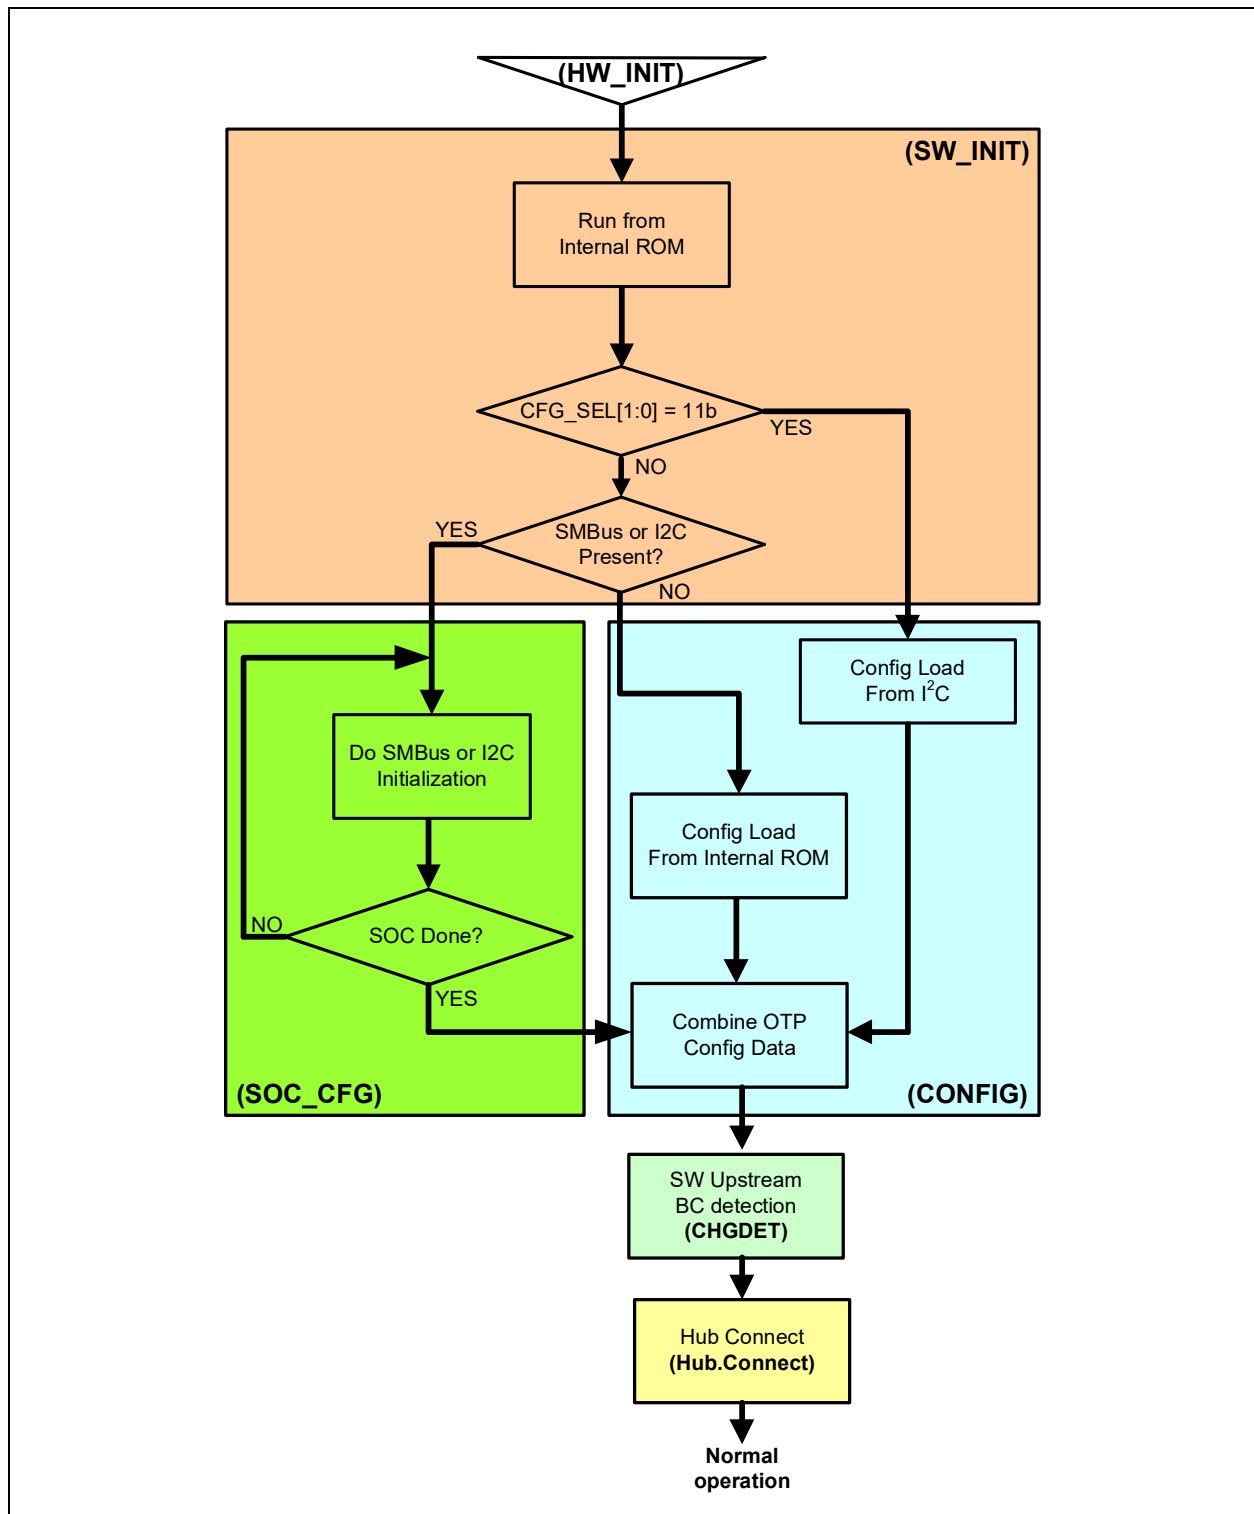 (HW_INIT)
(SW_INIT)
Run from
Internal ROM
CFG_SEL[1:0] = 11b
YES
NO
YES
SMBus or I2C
Present?
NO
Config Load
From I²C
Do SMBus or I2C
Initialization
Config Load
From Internal ROM
NO
SOC Done?
YES
Combine OTP
Config Data
(SOC_CFG)
(CONFIG)
SW Upstream
BC detection
(CHGDET)
Hub Connect
(Hub.Connect)
Normal
operation